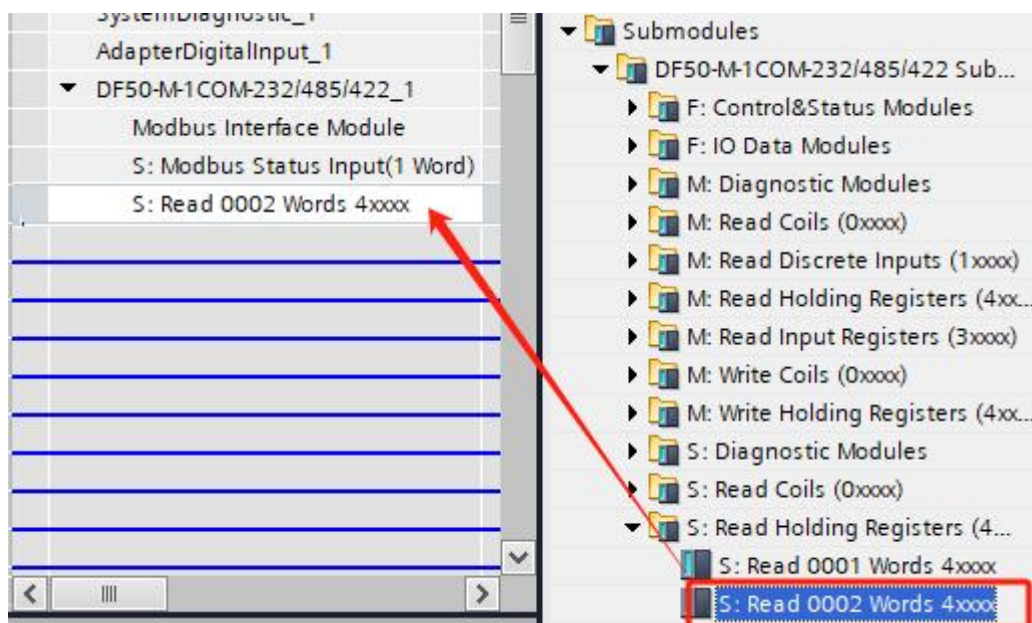 SystemDiagnostic_1
AdapterDigitalInput_1
DF50-M-1COM-232/485/422_1
Modbus Interface Module
S: Modbus Status Input(1 Word)
S: Read 0002 Words 4xxxx
Submodules
DF50-M-1COM-232/485/422 Sub...
F: Control&Status Modules
F: IO Data Modules
M: Diagnostic Modules
M: Read Coils (0xxxx)
M: Read Discrete Inputs (1xxxx)
M: Read Holding Registers (4xx...
M: Read Input Registers (3xxxx)
M: Write Coils (0xxxx)
M: Write Holding Registers (4xx...
S: Diagnostic Modules
S: Read Coils (0xxxx)
S: Read Holding Registers (4...
S: Read 0001 Words 4xxxx
S: Read 0002 Words 4xxxx